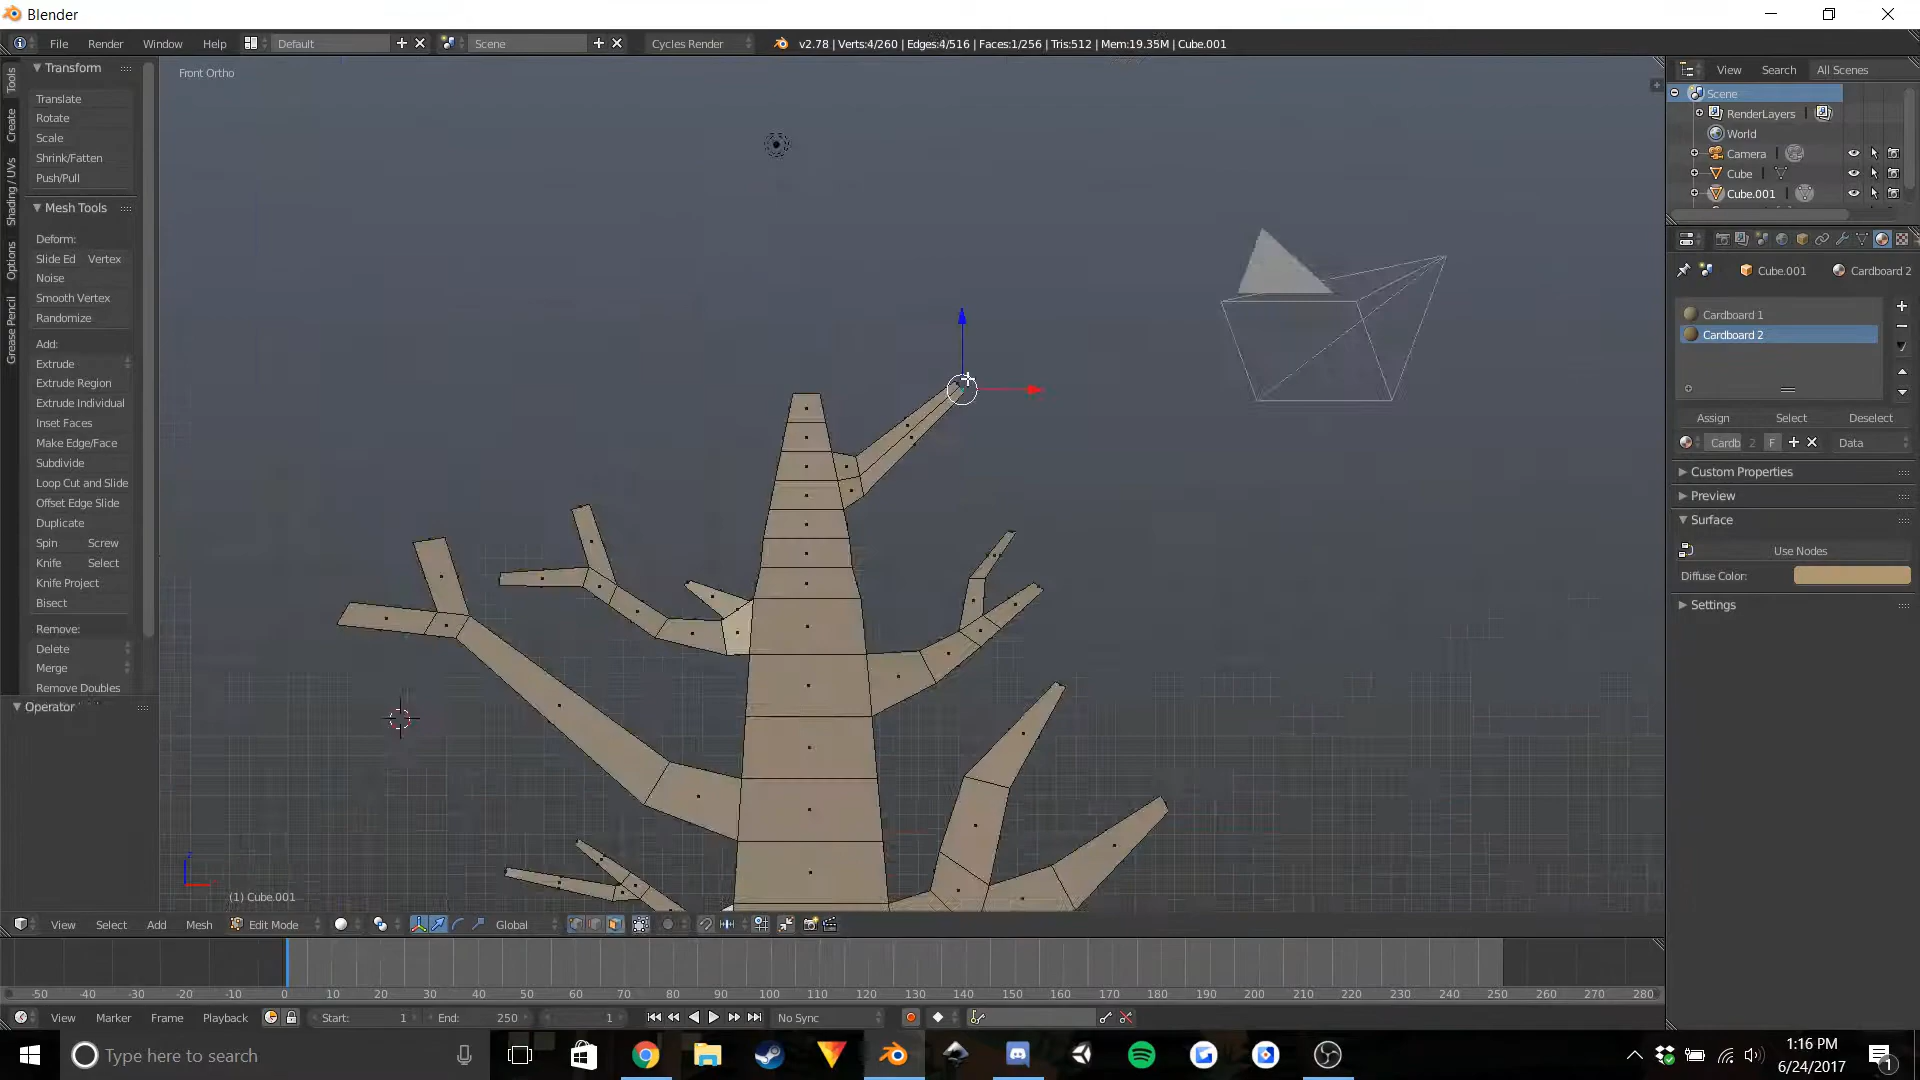 Blender
File Render Window Help Default Scene Cycles Render v2.78 | Verts:4/260 | Edges:4/516 | Faces:1/256 | Tris:512 | Mem:19.35M | Cube.001
Tools
Create
Shading / UVs
Options
Grease Pencil
Transform
Translate
Rotate
Scale
Shrink/Fatten
Push/Pull
Mesh Tools
Deform:
Slide Ed Vertex
Noise
Smooth Vertex
Randomize
Add:
Extrude
Extrude Region
Extrude Individual
Inset Faces
Make Edge/Face
Subdivide
Loop Cut and Slide
Offset Edge Slide
Duplicate
Spin Screw
Knife Select
Knife Project
Bisect
Remove:
Delete
Merge
Remove Doubles
Operator
Front Ortho
z
(1) Cube.001
View Search All Scenes
Scene
RenderLayers
World
Camera
Cube
Cube.001
Cube.001 Cardboard 2
Cardboard 1
Cardboard 2
Assign Select Deselect
Cardb 2 F Data
Custom Properties
Preview
Surface
Use Nodes
Diffuse Color:
Settings
View Select Add Mesh Edit Mode Global
-50 -40 -30 -20 -10 0 10 20 30 40 50 60 70 80 90 100 110 120 130 140 150 160 170 180 190 200 210 220 230 240 250 260 270 280
View Marker Frame Playback Start: 1 End: 250 1 No Sync
Type here to search
1:16 PM
6/24/2017
1